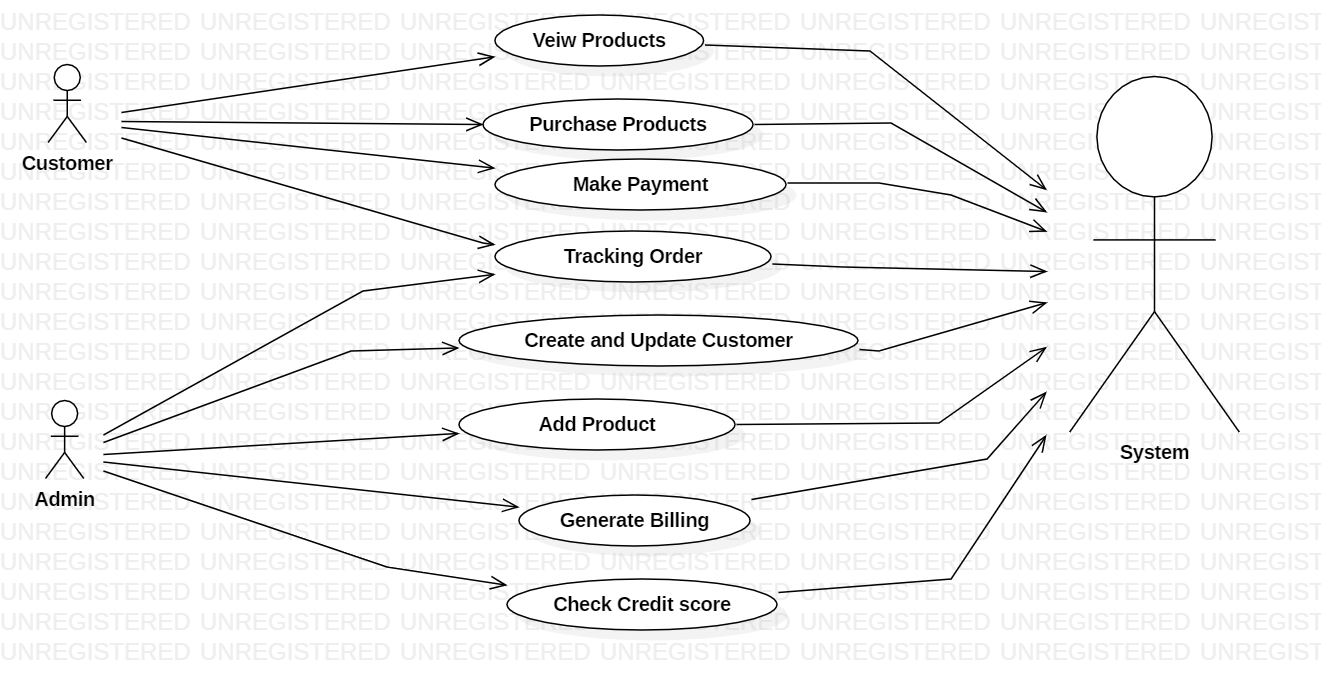 Veiw Products
Purchase Products
Customer
Make Payment
Tracking Order
Create and Update Customer
Add Product
System
Admin
Generate Billing
Check Credit score
UNREGISTERED UNREGISTERED UNREGISTERED UNREGISTERED UNREGISTERED UNREGISTERED UNREGIST